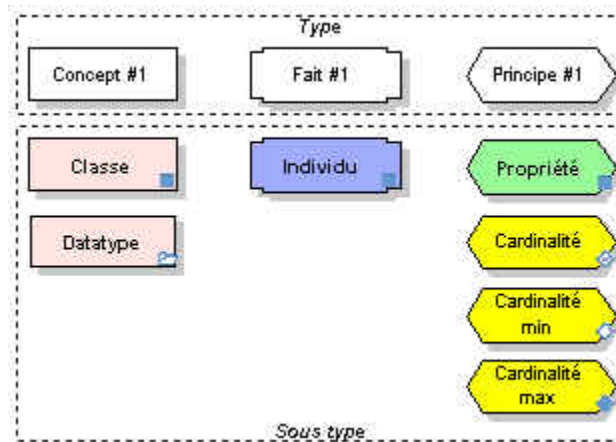 Type
Concept #1
Fait #1
Principe #1
Classe
Individu
Propriété
Datatype
Cardinalité
Cardinalité
min
Cardinalité
max
Sous type